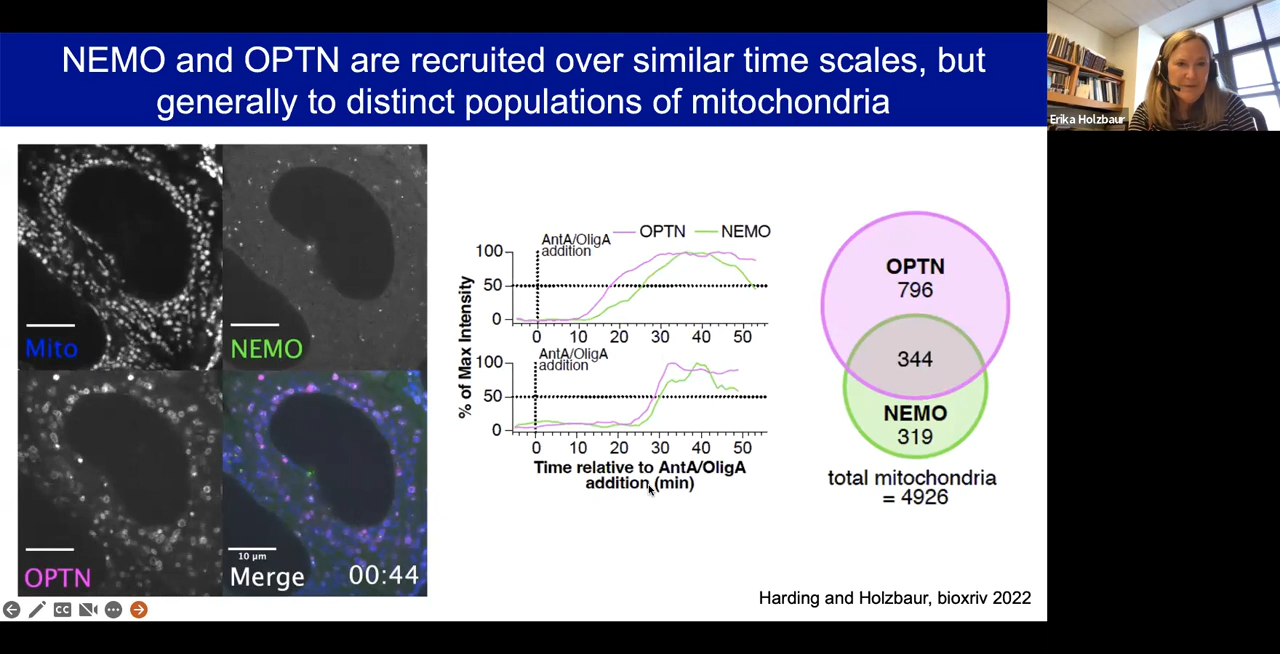 NEMO and OPTN are recruited over similar time scales, but
generally to distinct populations of mitochondria
Erika Holzbaur
Mito
NEMO
OPTN
10 µm
Merge
00:44
OPTN
NEMO
AntA/OligA
addition
100
50
0
0 10 20 30 40 50
AntA/OligA
addition
100
50
0
0 10 20 30 40 50
% of Max Intensity
Time relative to AntA/OligA
addition (min)
OPTN
796
344
NEMO
319
total mitochondria
= 4926
Harding and Holzbaur, bioxriv 2022
CC